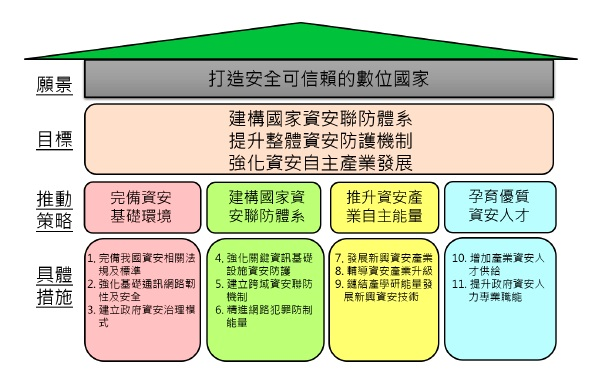 願景
打造安全可信賴的數位國家
目標
建構國家資安聯防體系
提升整體資安防護機制
強化資安自主產業發展
推動
策略
完備資安
基礎環境
建構國家資
安聯防體系
推升資安產
業自主能量
孕育優質
資安人才
具體
措施
1. 完備我國資安相關法
規及標準
2. 強化基礎通訊網路韌
性及安全
3. 建立政府資安治理模
式
4. 強化關鍵資訊基礎
設施資安防護
5. 建立跨域資安聯防
機制
6. 精進網路犯罪防制
能量
7. 發展新興資安產業
8. 輔導資安產業升級
9. 鏈結產學研能量發
展新興資安技術
10. 增加產業資安人
才供給
11. 提升政府資安人
力專業職能